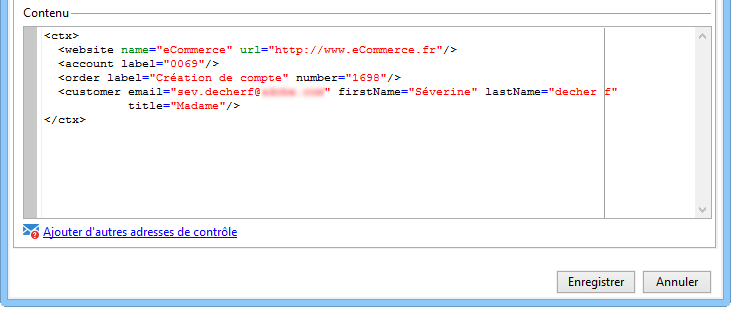 Contenu
<ctx>
<website name="eCommerce" url="http://www.eCommerce.fr"/>
<account label="0069"/>
<order label="Création de compte" number="1698"/>
<customer email="sev.decherf@ " firstName="Séverine" lastName="decher f"
title="Madame"/>
</ctx>
Ajouter d'autres adresses de contrôle
Enregistrer Annuler